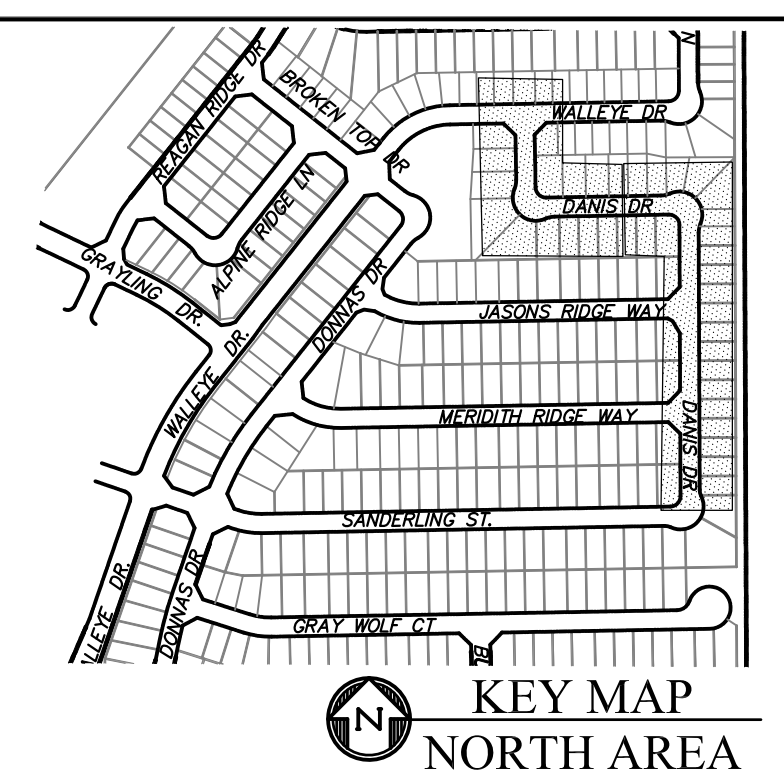 N
REAGAN RIDGE DR
BROKEN TOP DR
WALLEYE DR
ALPINE RIDGE LN
DANIS DR
GRAYLING DR.
DONNAS DR
JASONS RIDGE WAY
WALLEYE DR.
MERIDITH RIDGE WAY
DANIS DR
SANDERLING ST.
ALLEYE DR.
DONNAS DR
GRAY WOLF CT
BU
N
KEY MAP
NORTH AREA